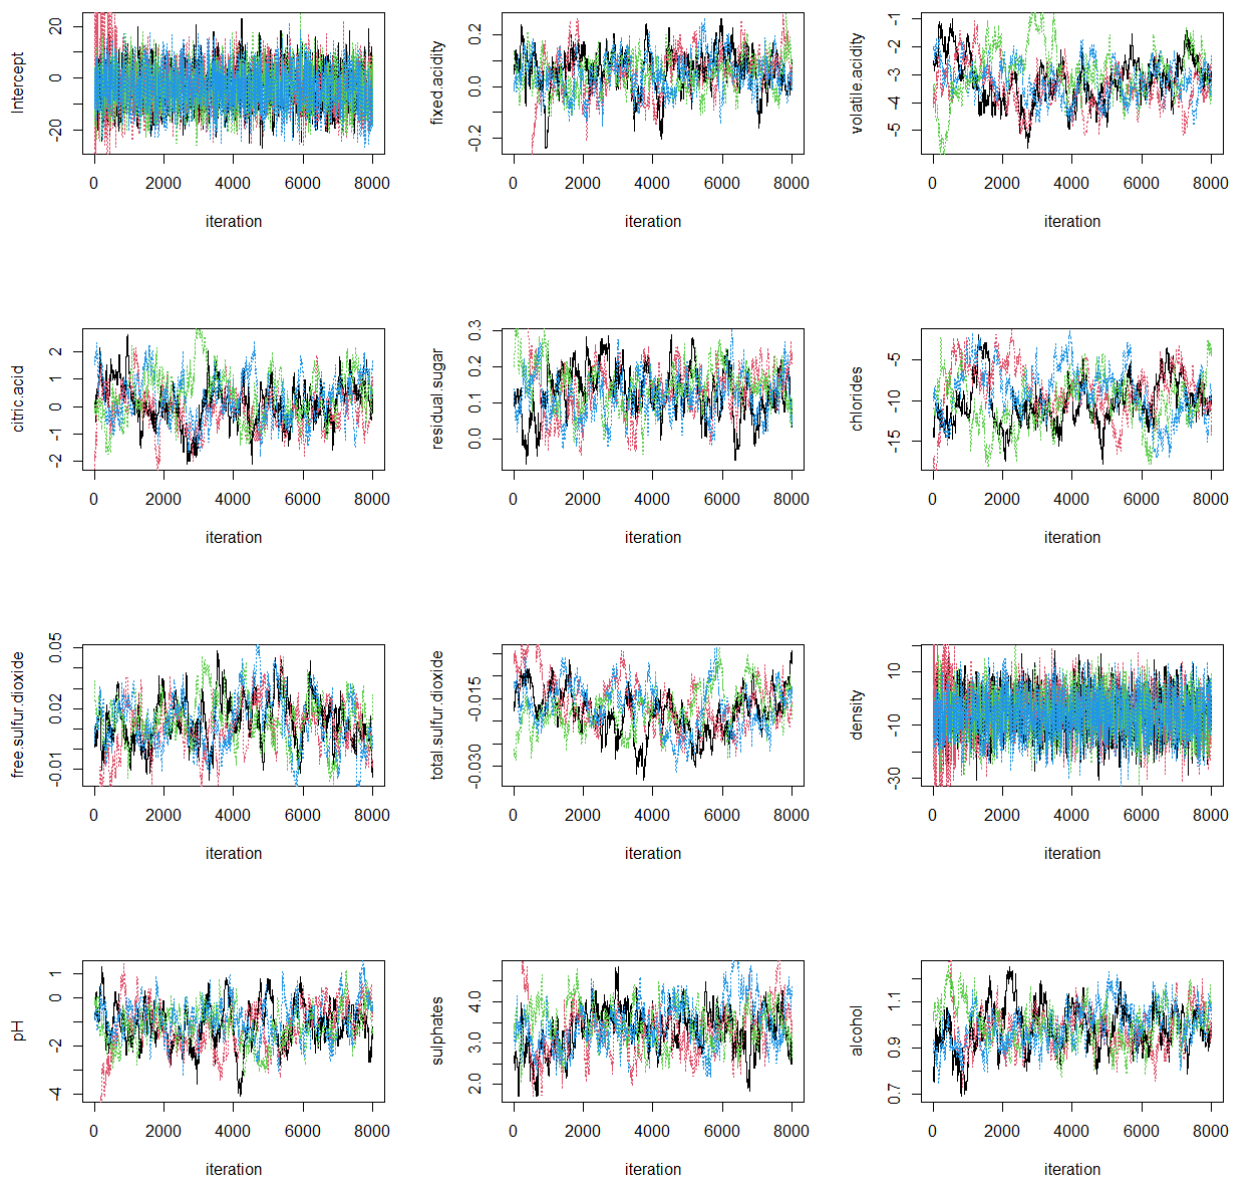 Intercept
20
0
-20
0 2000 4000 6000 8000
iteration
fixed.acidity
0.2
0.0
-0.2
0 2000 4000 6000 8000
iteration
volatile.acidity
-1
-2
-3
-4
-5
0 2000 4000 6000 8000
iteration
citric.acid
2
1
0
-1
-2
0 2000 4000 6000 8000
iteration
residual.sugar
0.3
0.2
0.1
0.0
0 2000 4000 6000 8000
iteration
chlorides
-5
-10
-15
0 2000 4000 6000 8000
iteration
free.sulfur.dioxide
0.05
0.02
-0.01
0 2000 4000 6000 8000
iteration
total.sulfur.dioxide
-0.015
-0.030
0 2000 4000 6000 8000
iteration
density
10
-10
-30
0 2000 4000 6000 8000
iteration
pH
1
0
-2
-4
0 2000 4000 6000 8000
iteration
sulphates
4.0
3.0
2.0
0 2000 4000 6000 8000
iteration
alcohol
1.1
0.9
0.7
0 2000 4000 6000 8000
iteration